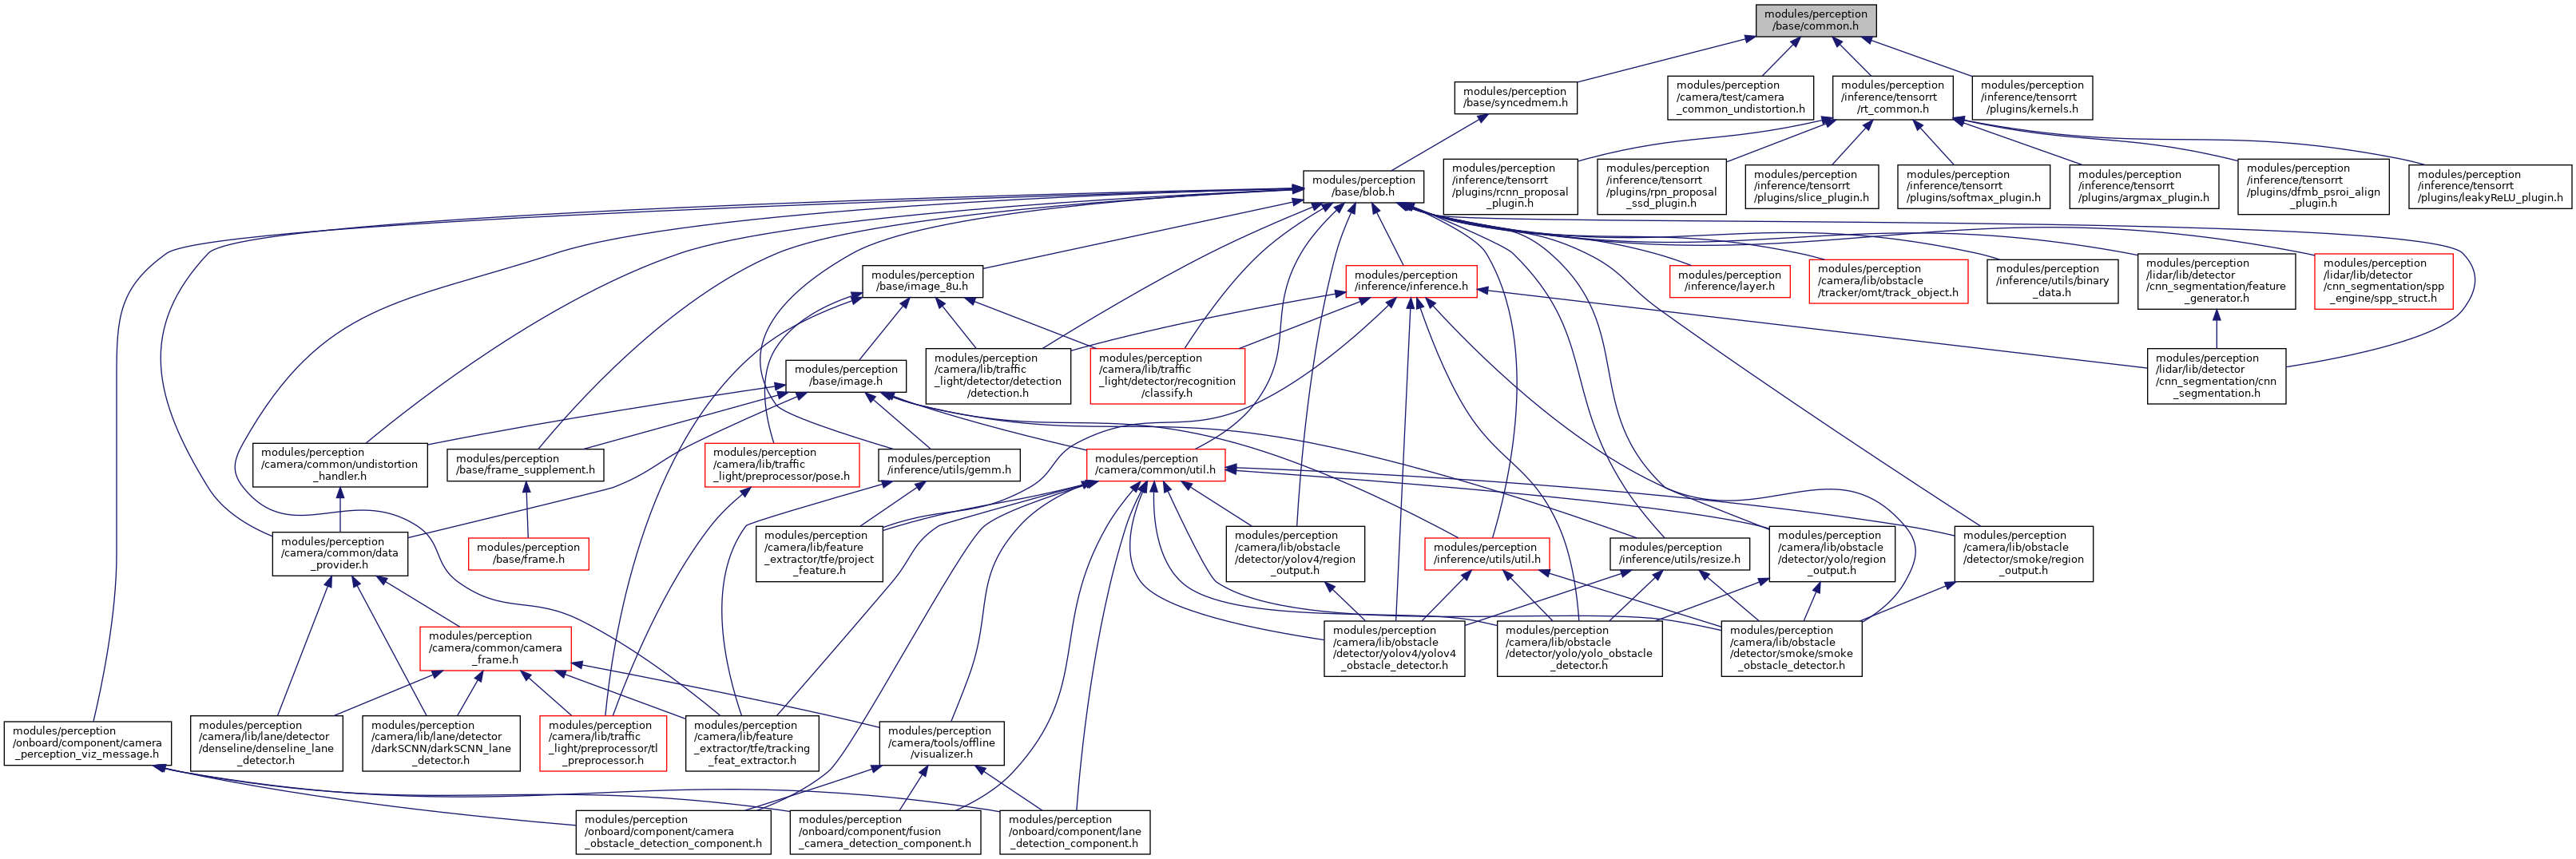 modules/perception
/base/common.h
modules/perception
/base/syncedmem.h
modules/perception
/camera/test/camera
_common_undistortion.h
modules/perception
/inference/tensorrt
/rt_common.h
modules/perception
/inference/tensorrt
/plugins/kernels.h
modules/perception
/base/blob.h
modules/perception
/inference/tensorrt
/plugins/rcnn_proposal
_plugin.h
modules/perception
/inference/tensorrt
/plugins/rpn_proposal
_ssd_plugin.h
modules/perception
/inference/tensorrt
/plugins/slice_plugin.h
modules/perception
/inference/tensorrt
/plugins/softmax_plugin.h
modules/perception
/inference/tensorrt
/plugins/argmax_plugin.h
modules/perception
/inference/tensorrt
/plugins/dfmb_psroi_align
_plugin.h
modules/perception
/inference/tensorrt
/plugins/leakyReLU_plugin.h
modules/perception
/base/image_8u.h
modules/perception
/inference/inference.h
modules/perception
/inference/layer.h
modules/perception
/camera/lib/obstacle
/tracker/omt/track_object.h
modules/perception
/inference/utils/binary
_data.h
modules/perception
/lidar/lib/detector
/cnn_segmentation/feature
_generator.h
modules/perception
/lidar/lib/detector
/cnn_segmentation/spp
_engine/spp_struct.h
modules/perception
/base/image.h
modules/perception
/camera/lib/traffic
_light/detector/detection
/detection.h
modules/perception
/camera/lib/traffic
_light/detector/recognition
/classify.h
modules/perception
/lidar/lib/detector
/cnn_segmentation/cnn
_segmentation.h
modules/perception
/camera/common/undistortion
_handler.h
modules/perception
/base/frame_supplement.h
modules/perception
/camera/lib/traffic
_light/preprocessor/pose.h
modules/perception
/inference/utils/gemm.h
modules/perception
/camera/common/util.h
modules/perception
/camera/common/data
_provider.h
modules/perception
/base/frame.h
modules/perception
/camera/lib/feature
_extractor/tfe/project
_feature.h
modules/perception
/camera/lib/obstacle
/detector/yolov4/region
_output.h
modules/perception
/inference/utils/util.h
modules/perception
/inference/utils/resize.h
modules/perception
/camera/lib/obstacle
/detector/yolo/region
_output.h
modules/perception
/camera/lib/obstacle
/detector/smoke/region
_output.h
modules/perception
/camera/common/camera
_frame.h
modules/perception
/camera/lib/obstacle
/detector/yolov4/yolov4
_obstacle_detector.h
modules/perception
/camera/lib/obstacle
/detector/yolo/yolo_obstacle
_detector.h
modules/perception
/camera/lib/obstacle
/detector/smoke/smoke
_obstacle_detector.h
modules/perception
/onboard/component/camera
_perception_viz_message.h
modules/perception
/camera/lib/lane/detector
/denseline/denseline_lane
_detector.h
modules/perception
/camera/lib/lane/detector
/darkSCNN/darkSCNN_lane
_detector.h
modules/perception
/camera/lib/traffic
_light/preprocessor/tl
_preprocessor.h
modules/perception
/camera/lib/feature
_extractor/tfe/tracking
_feat_extractor.h
modules/perception
/camera/tools/offline
/visualizer.h
modules/perception
/onboard/component/camera
_obstacle_detection_component.h
modules/perception
/onboard/component/fusion
_camera_detection_component.h
modules/perception
/onboard/component/lane
_detection_component.h